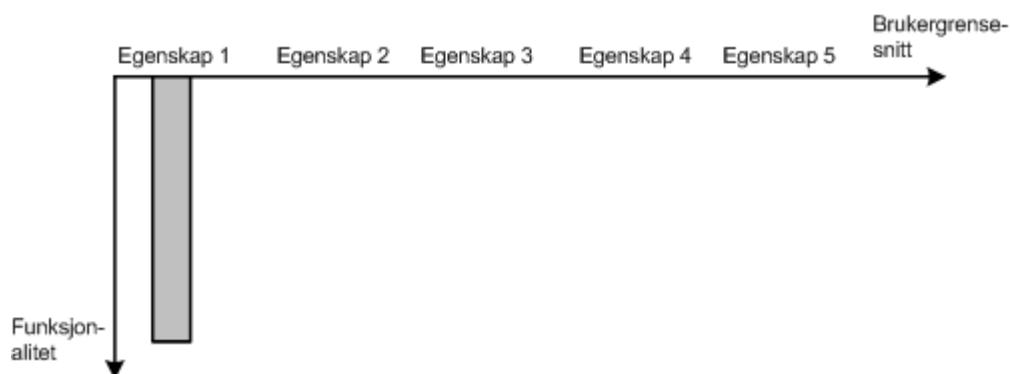 Brukergrense-
snitt
Egenskap 1 Egenskap 2 Egenskap 3 Egenskap 4 Egenskap 5
Funksjon-
alitet